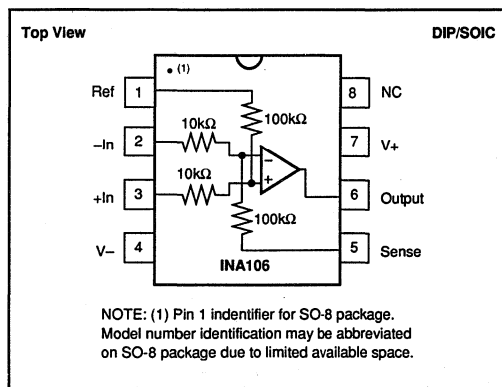 Top View
DIP/SOIC
(1)
Ref 1
8 NC
100kΩ
10kΩ
–In 2
7 V+
–
+
10kΩ
+In 3
6 Output
100kΩ
V– 4
5 Sense
INA106
NOTE: (1) Pin 1 indentifier for SO-8 package.
Model number identification may be abbreviated
on SO-8 package due to limited available space.